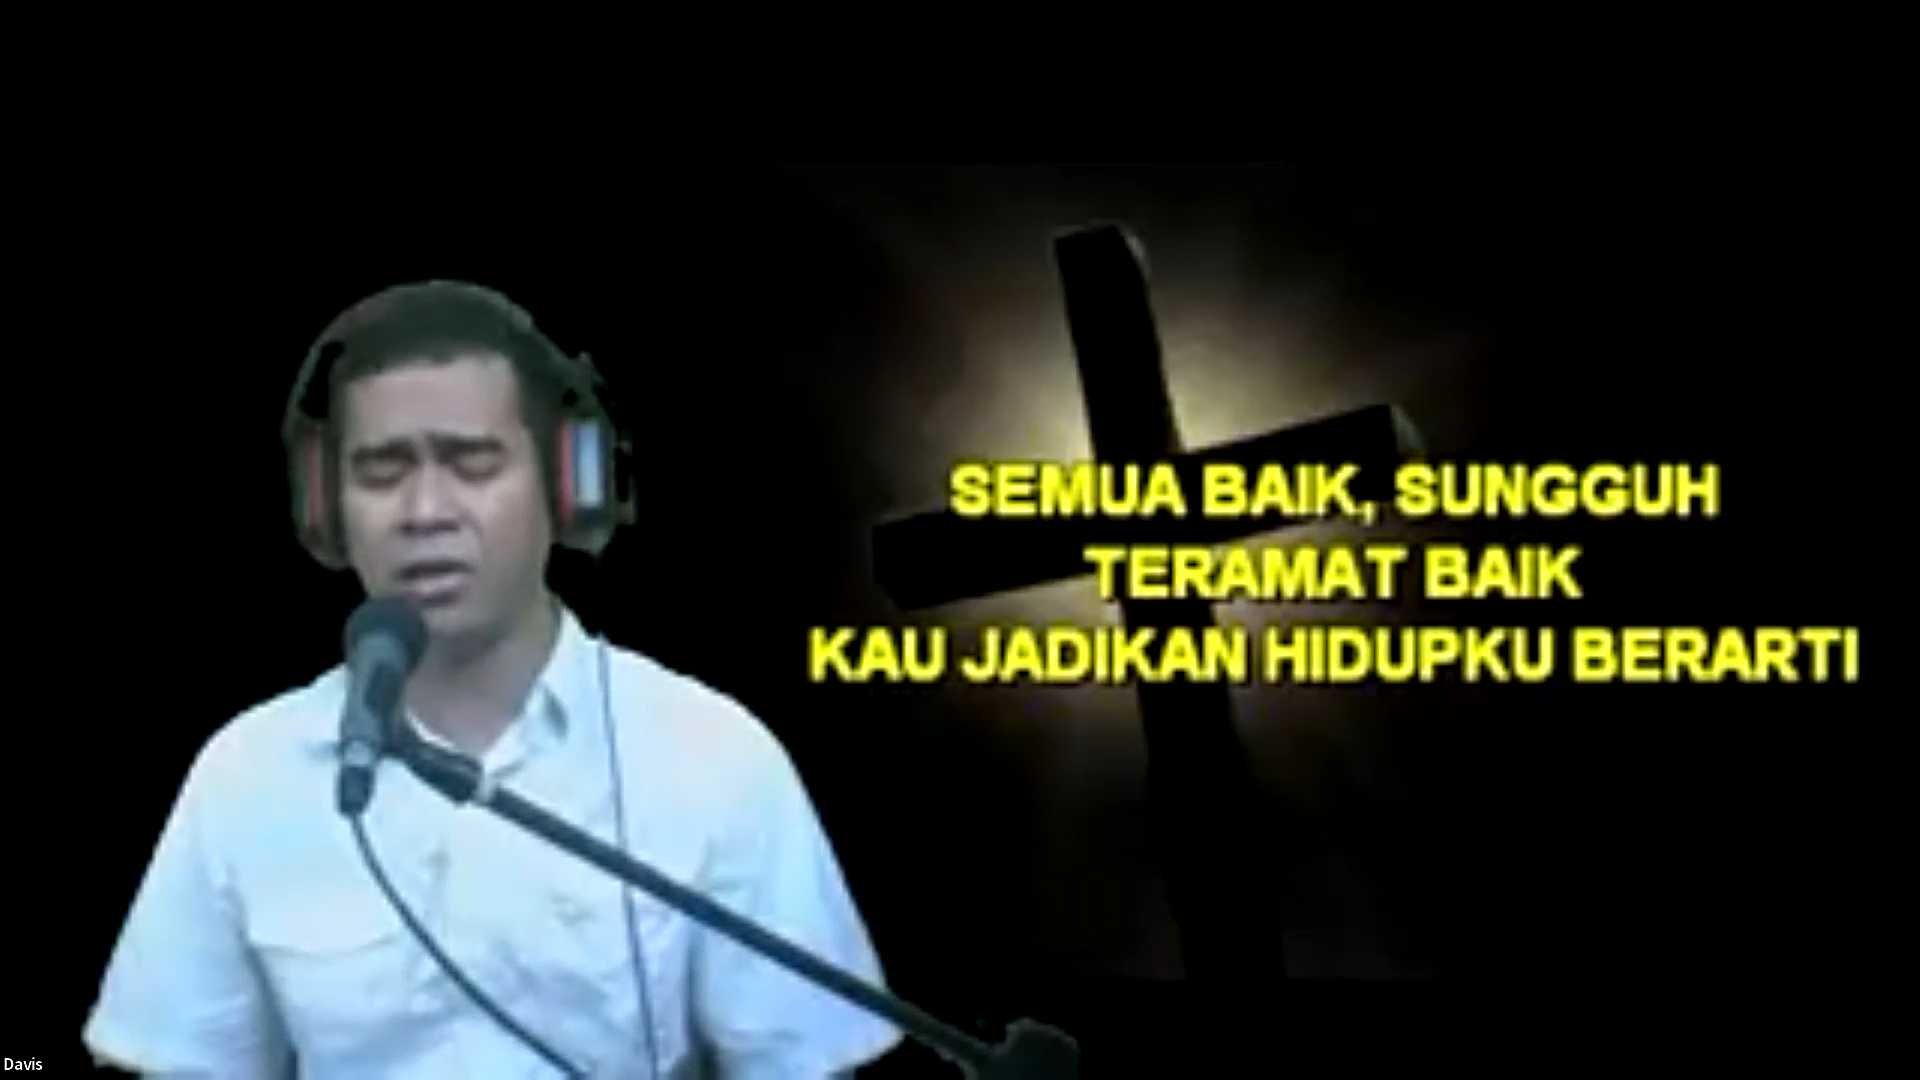 SEMUA BAIK, SUNGGUH
TERAMAT BAIK
KAU JADIKAN HIDUPKU BERARTI
Davis